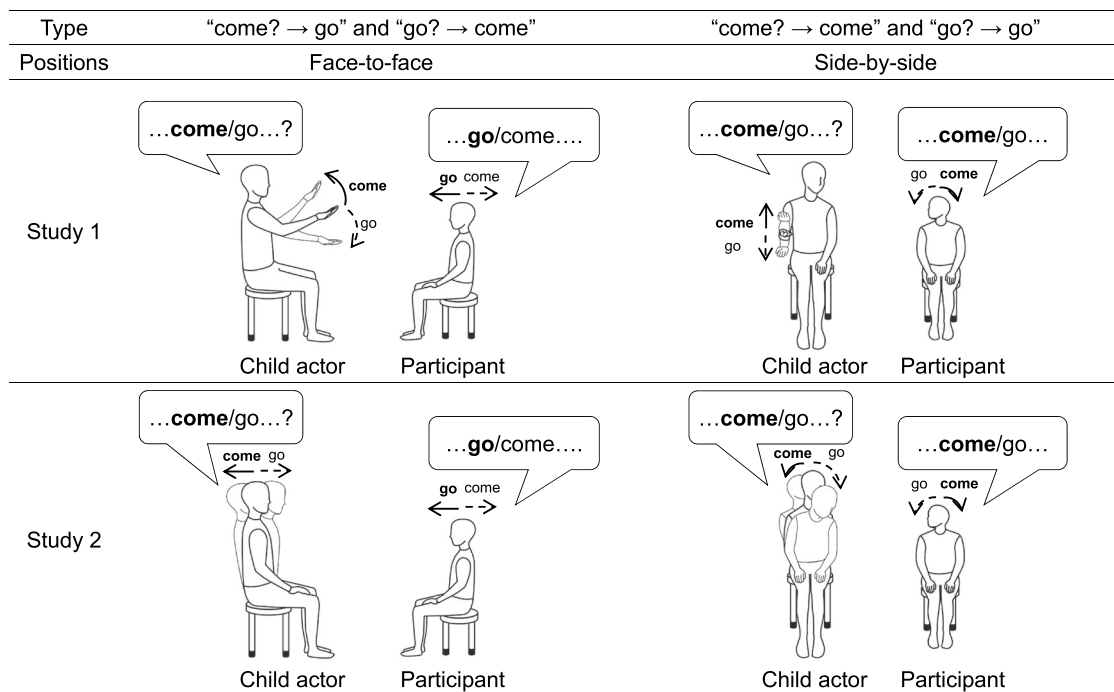 Type “come? → go” and “go? → come” “come? → come” and “go? → go”
Positions Face-to-face Side-by-side
Study 1
…come/go…?
…go/come….
come
go
go come
Child actor Participant
…come/go…?
…come/go…
come
go
go come
Child actor Participant
Study 2
…come/go…?
…go/come….
come go
go come
Child actor Participant
…come/go…?
…come/go…
come go
go come
Child actor Participant